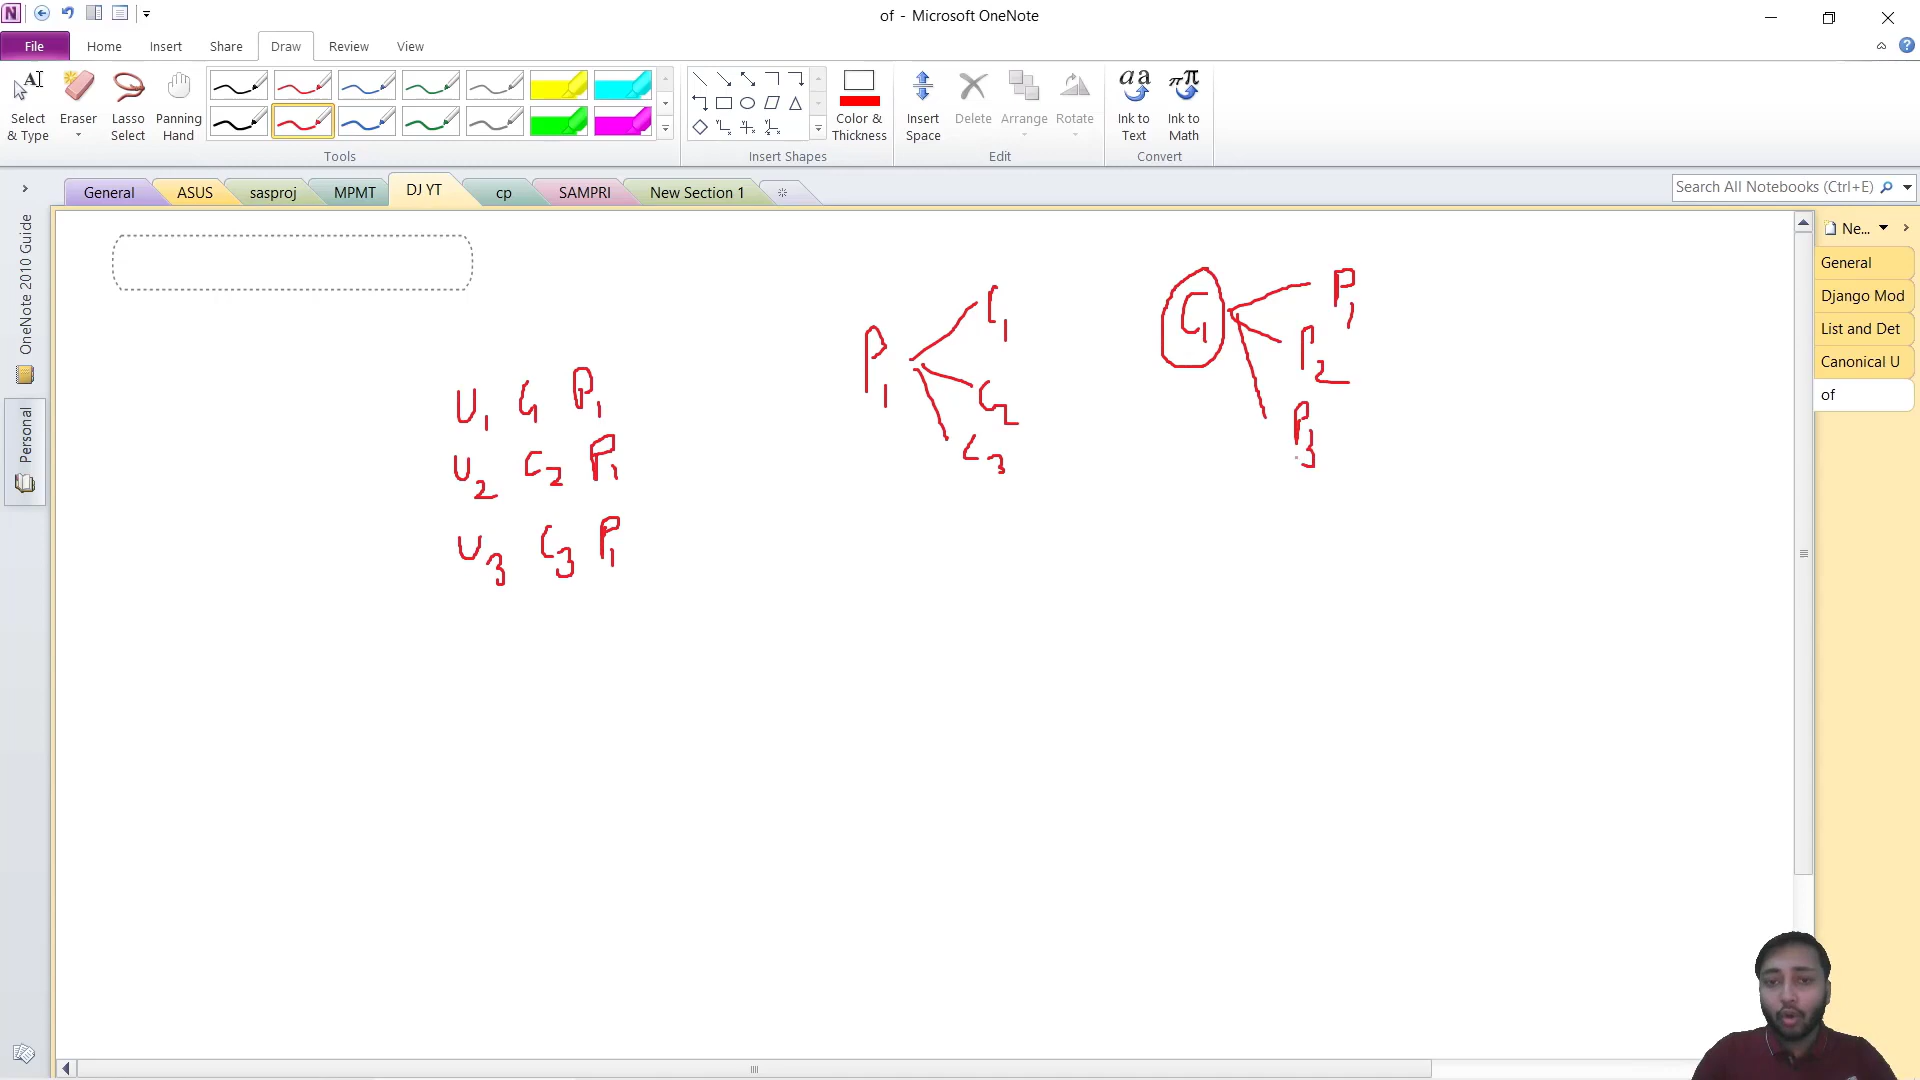 of - Microsoft OneNote
File Home Insert Share Draw Review View
Select & Type
Eraser
Lasso Select
Panning Hand
Color & Thickness
Insert Space
Delete
Arrange
Rotate
Ink to Text
Ink to Math
Tools
Insert Shapes
Edit
Convert
General ASUS sasproj MPMT DJ YT cp SAMPRI New Section 1
Search All Notebooks (Ctrl+E)
OneNote 2010 Guide
Personal
Ne...
General
Django Mod
List and Det
Canonical U
of
U1 C1 P1
U2 C2 P1
U3 C3 P1
P1
C1
C2
C3
C1
P1
P2
P3